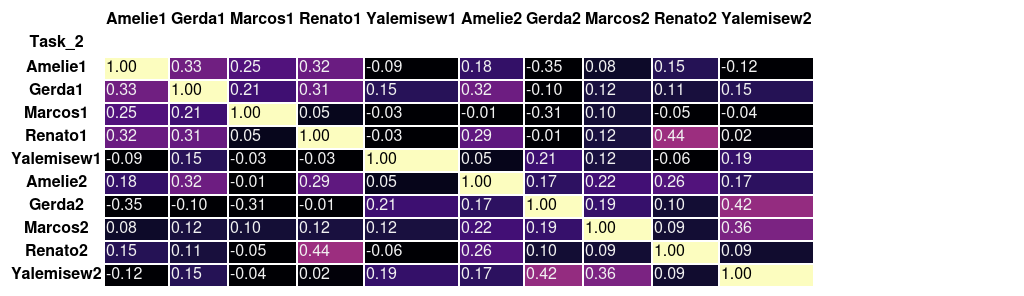 Amelie1 Gerda1 Marcos1 Renato1 Yalemisew1 Amelie2 Gerda2 Marcos2 Renato2 Yalemisew2
Task_2
Amelie1 1.00 0.33 0.25 0.32 -0.09 0.18 -0.35 0.08 0.15 -0.12
Gerda1 0.33 1.00 0.21 0.31 0.15 0.32 -0.10 0.12 0.11 0.15
Marcos1 0.25 0.21 1.00 0.05 -0.03 -0.01 -0.31 0.10 -0.05 -0.04
Renato1 0.32 0.31 0.05 1.00 -0.03 0.29 -0.01 0.12 0.44 0.02
Yalemisew1 -0.09 0.15 -0.03 -0.03 1.00 0.05 0.21 0.12 -0.06 0.19
Amelie2 0.18 0.32 -0.01 0.29 0.05 1.00 0.17 0.22 0.26 0.17
Gerda2 -0.35 -0.10 -0.31 -0.01 0.21 0.17 1.00 0.19 0.10 0.42
Marcos2 0.08 0.12 0.10 0.12 0.12 0.22 0.19 1.00 0.09 0.36
Renato2 0.15 0.11 -0.05 0.44 -0.06 0.26 0.10 0.09 1.00 0.09
Yalemisew2 -0.12 0.15 -0.04 0.02 0.19 0.17 0.42 0.36 0.09 1.00